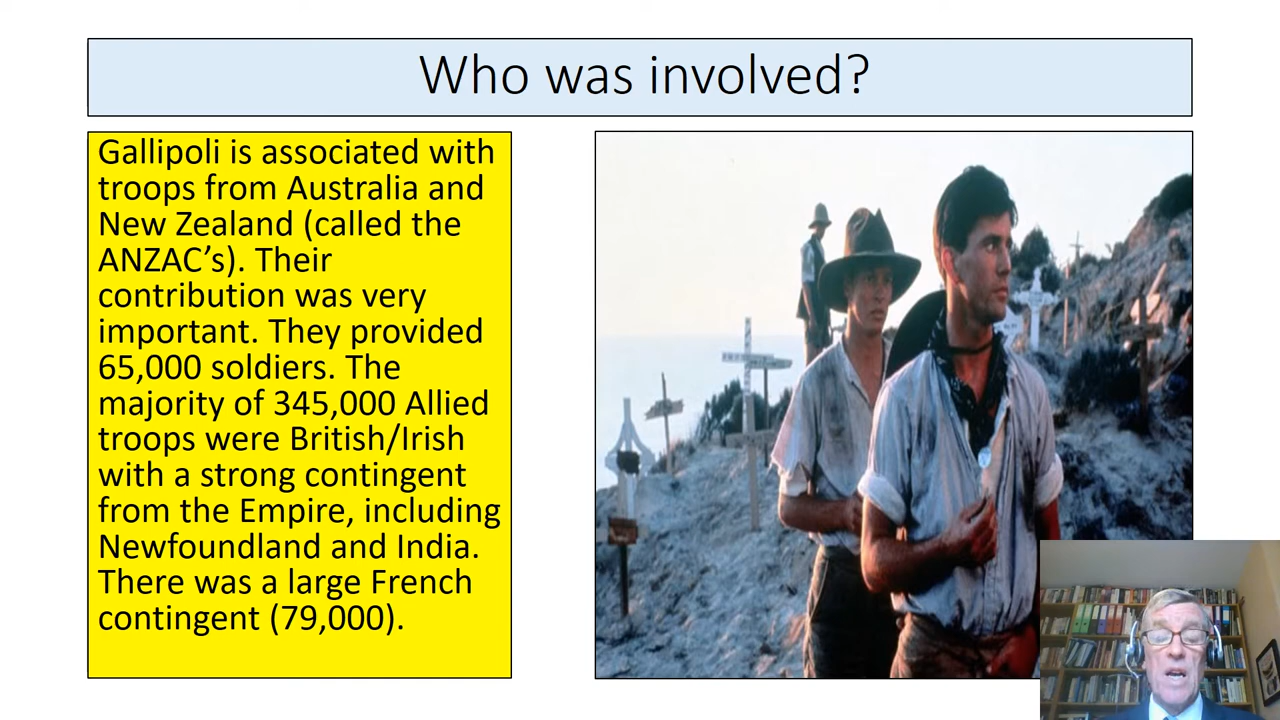 Who was involved?
Gallipoli is associated with
troops from Australia and
New Zealand (called the
ANZAC’s). Their
contribution was very
important. They provided
65,000 soldiers. The
majority of 345,000 Allied
troops were British/Irish
with a strong contingent
from the Empire, including
Newfoundland and India.
There was a large French
contingent (79,000).